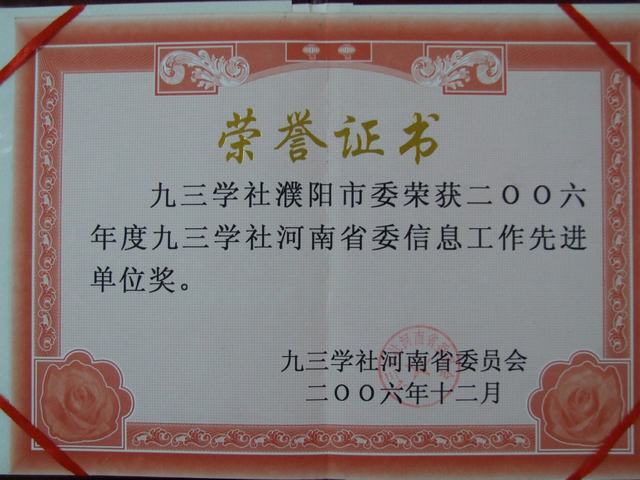 荣誉证书
九三学社濮阳市委荣获二〇〇六
年度九三学社河南省委信息工作先进
单位奖。
九三学社河南省委员会
二〇〇六年十二月